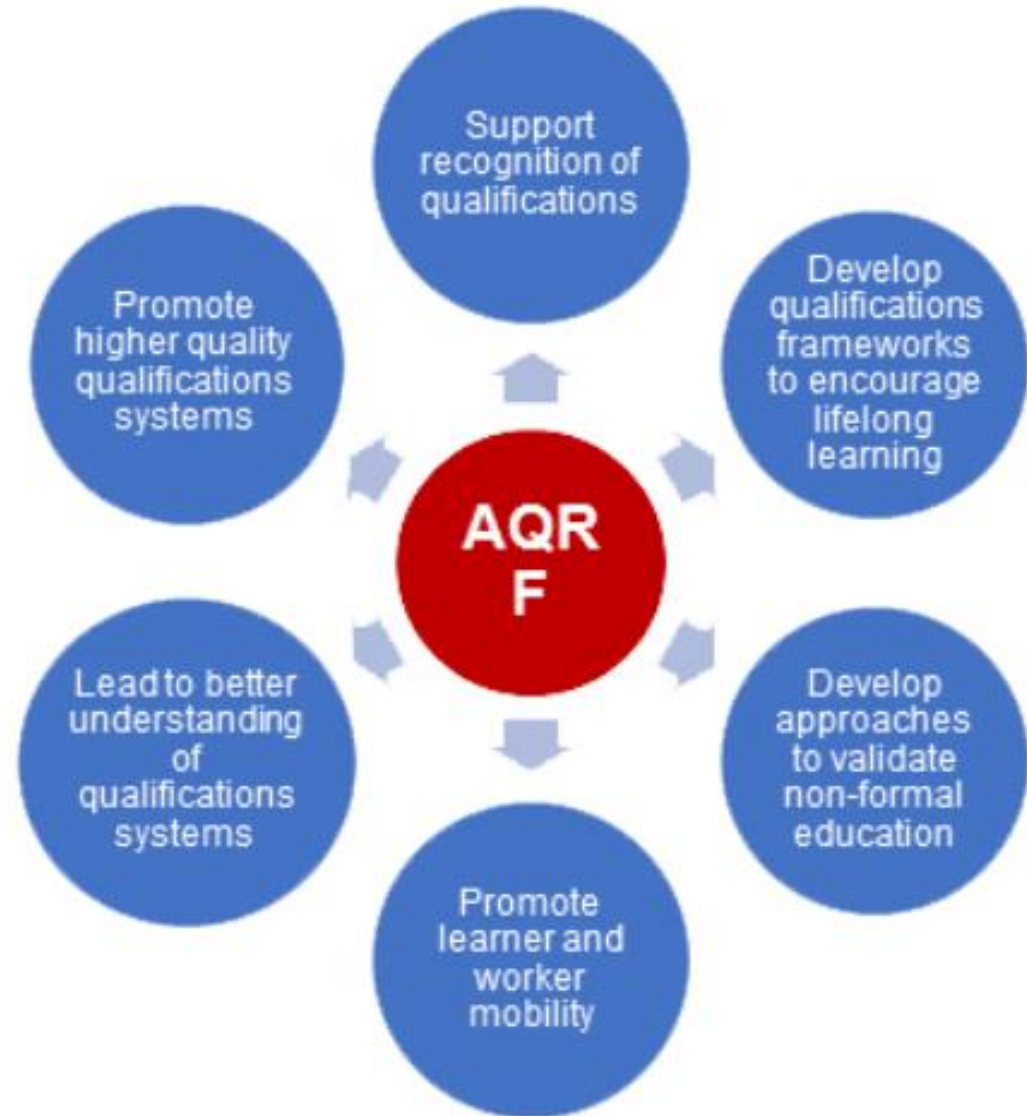 Support
recognition of
qualifications
Develop
qualifications
frameworks
to encourage
lifelong
learning
Develop
approaches
to validate
non-formal
education
Promote
learner and
worker
mobility
Lead to better
understanding
of
qualifications
systems
Promote
higher quality
qualifications
systems
AQR
F